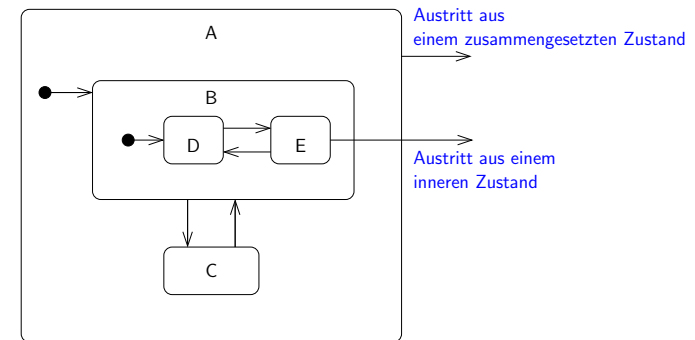 Austritt aus
einem zusammengesetzten Zustand
A
B
D
E
Austritt aus einem
inneren Zustand
C